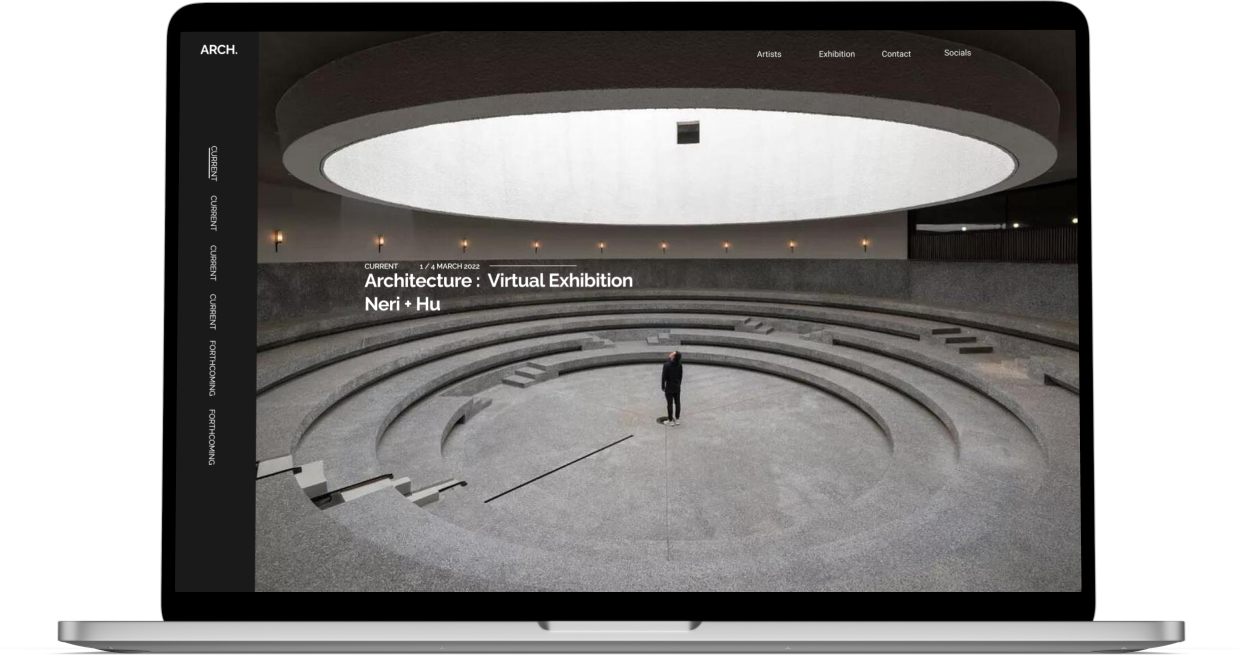 ARCH.
Artists
Exhibition
Contact
Socials
CURRENT
CURRENT
CURRENT
CURRENT
FORTHCOMING
FORTHCOMING
CURRENT 1 / 4 MARCH 2022
Architecture : Virtual Exhibition
Neri + Hu